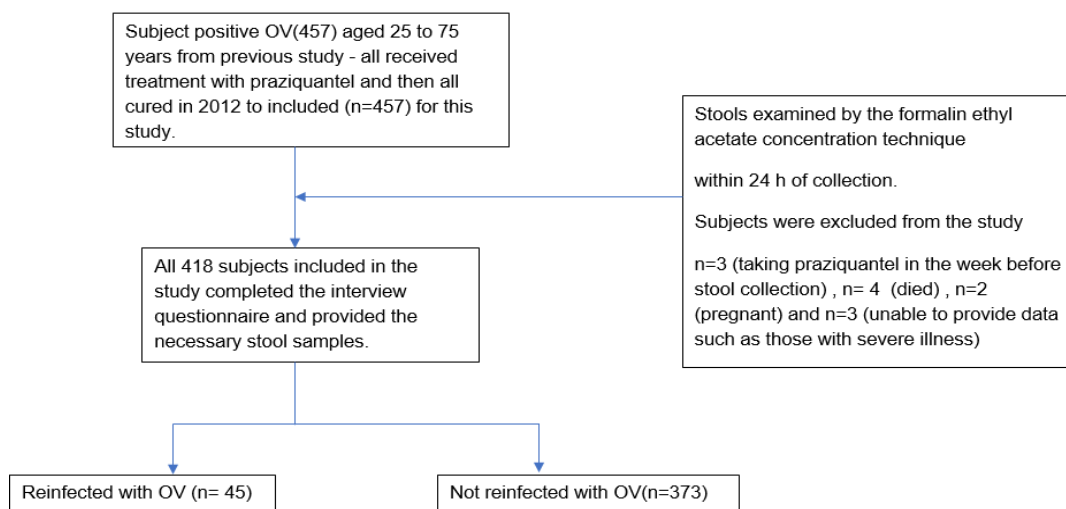 Subject positive OV(457) aged 25 to 75
years from previous study - all received
treatment with praziquantel and then all
cured in 2012 to included (n=457) for this
study.
Stools examined by the formalin ethyl
acetate concentration technique
within 24 h of collection.
Subjects were excluded from the study
n=3 (taking praziquantel in the week before
stool collection) , n= 4  (died) , n=2
(pregnant) and n=3 (unable to provide data
such as those with severe illness)
All 418 subjects included in the
study completed the interview
questionnaire and provided the
necessary stool samples.
Reinfected with OV (n= 45)
Not reinfected with OV(n=373)